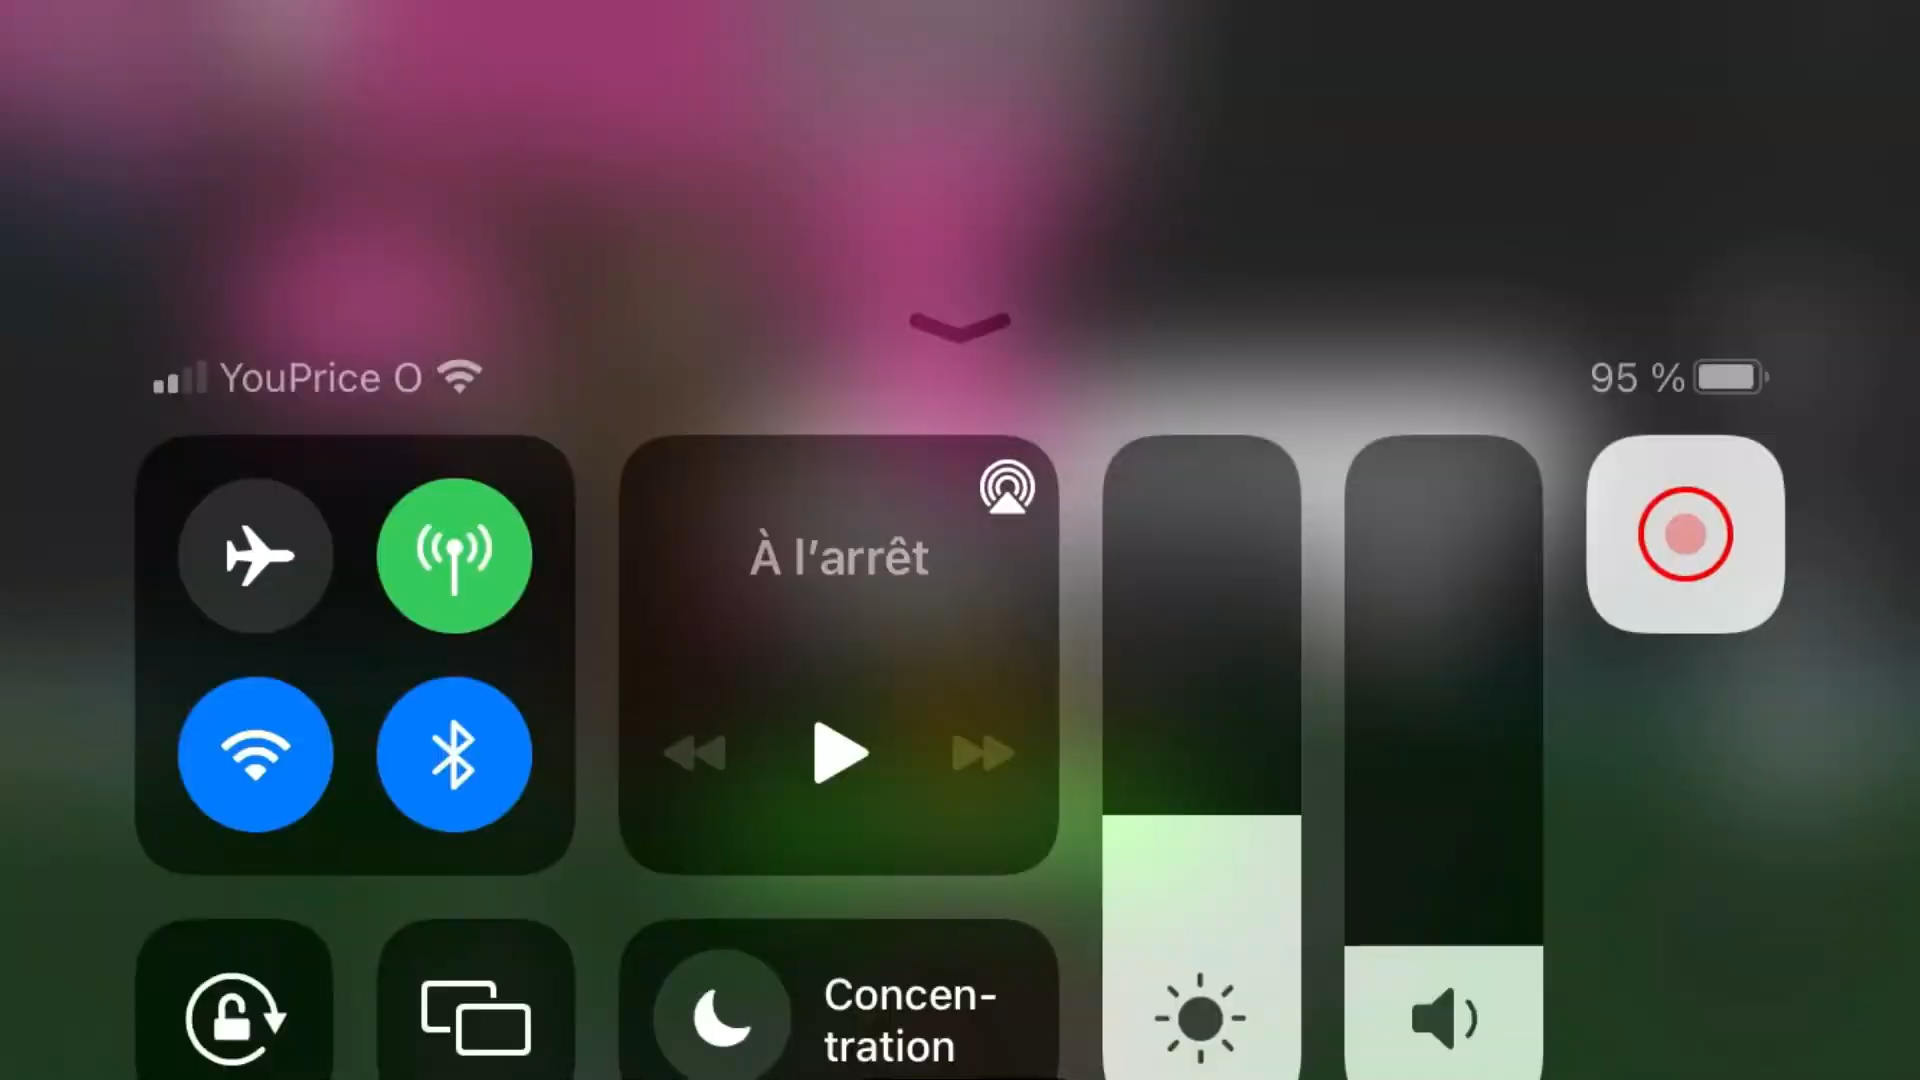 YouPrice O
95 %
À l’arrêt
Concen-
tration